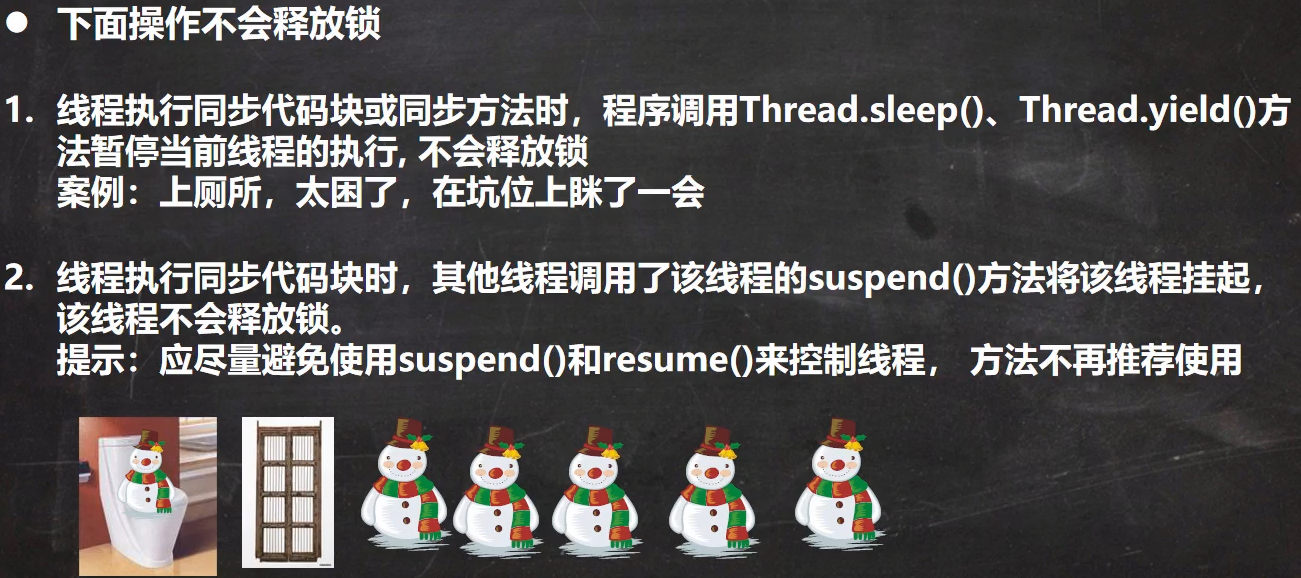 ● 下面操作不会释放锁
1. 线程执行同步代码块或同步方法时，程序调用Thread.sleep()、Thread.yield()方
法暂停当前线程的执行, 不会释放锁
案例：上厕所，太困了，在坑位上眯了一会
2. 线程执行同步代码块时，其他线程调用了该线程的suspend()方法将该线程挂起，
该线程不会释放锁。
提示：应尽量避免使用suspend()和resume()来控制线程， 方法不再推荐使用